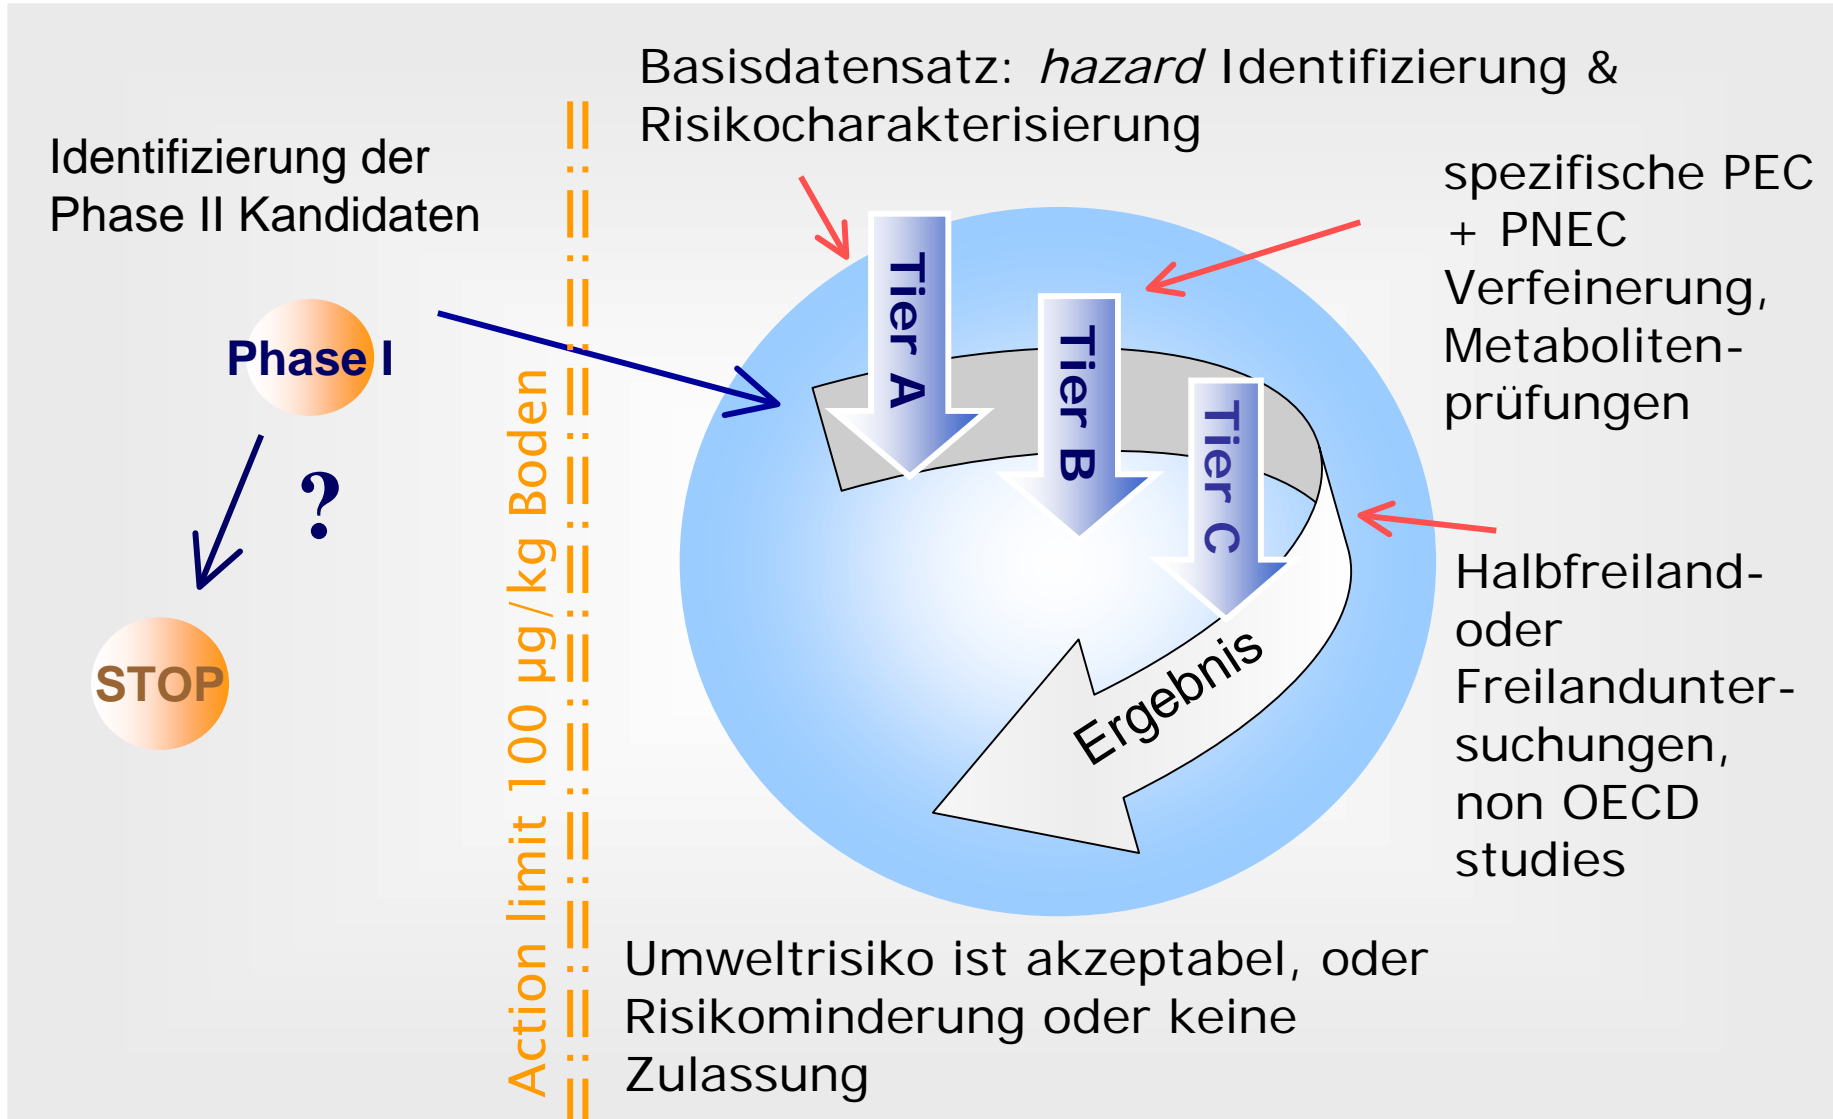 Basisdatensatz: hazard Identifizierung &
Risikocharakterisierung
Identifizierung der
Phase II Kandidaten
spezifische PEC
+ PNEC
Verfeinerung,
Metaboliten-
prüfungen
Phase I
?
STOP
Action limit 100 µg/kg Boden
Tier A
Tier B
Tier C
Ergebnis
Halbfreiland-
oder
Freilandunter-
suchungen,
non OECD
studies
Umweltrisiko ist akzeptabel, oder
Risikominderung oder keine
Zulassung